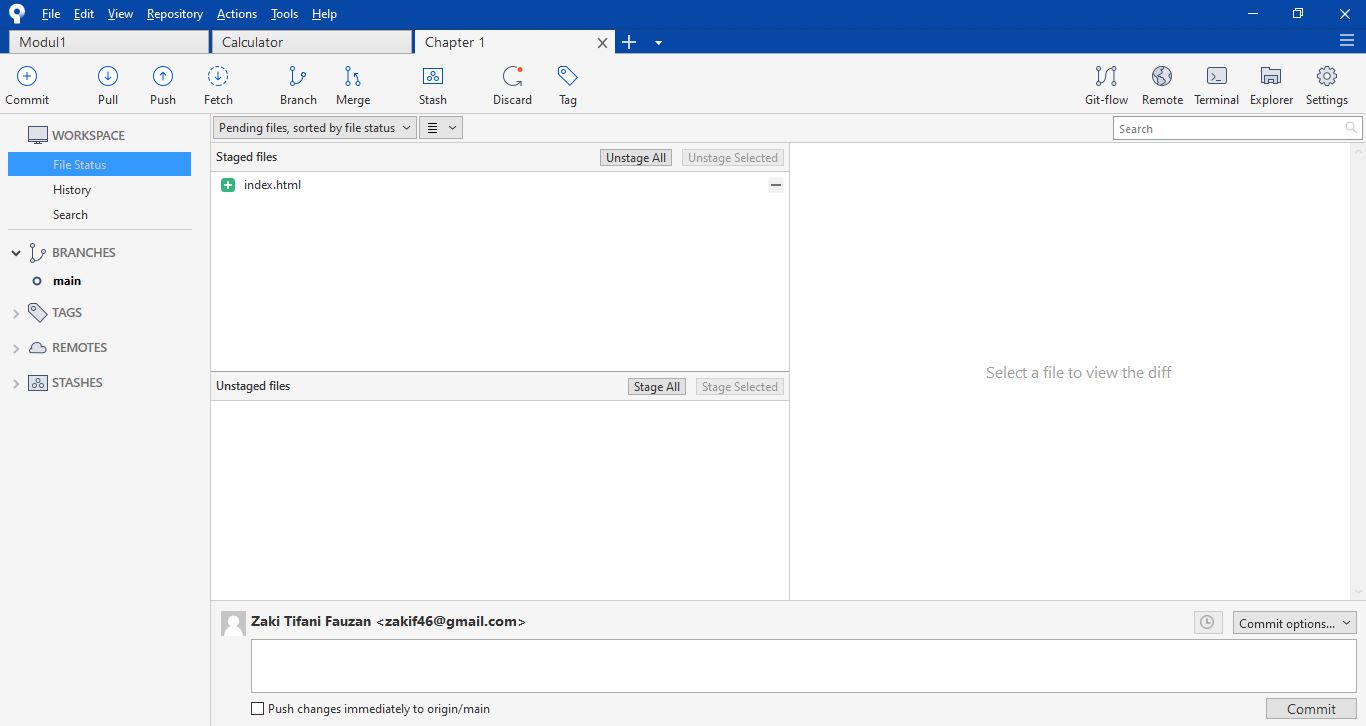 File Edit View Repository Actions Tools Help
Modul1 Calculator Chapter 1
Commit Pull Push Fetch Branch Merge Stash Discard Tag Git-flow Remote Terminal Explorer Settings
WORKSPACE
File Status
History
Search
BRANCHES
main
TAGS
REMOTES
STASHES
Pending files, sorted by file status
Search
Staged files Unstage All Unstage Selected
index.html
Unstaged files Stage All Stage Selected
Select a file to view the diff
Zaki Tifani Fauzan <zakif46@gmail.com> Commit options...
Push changes immediately to origin/main Commit